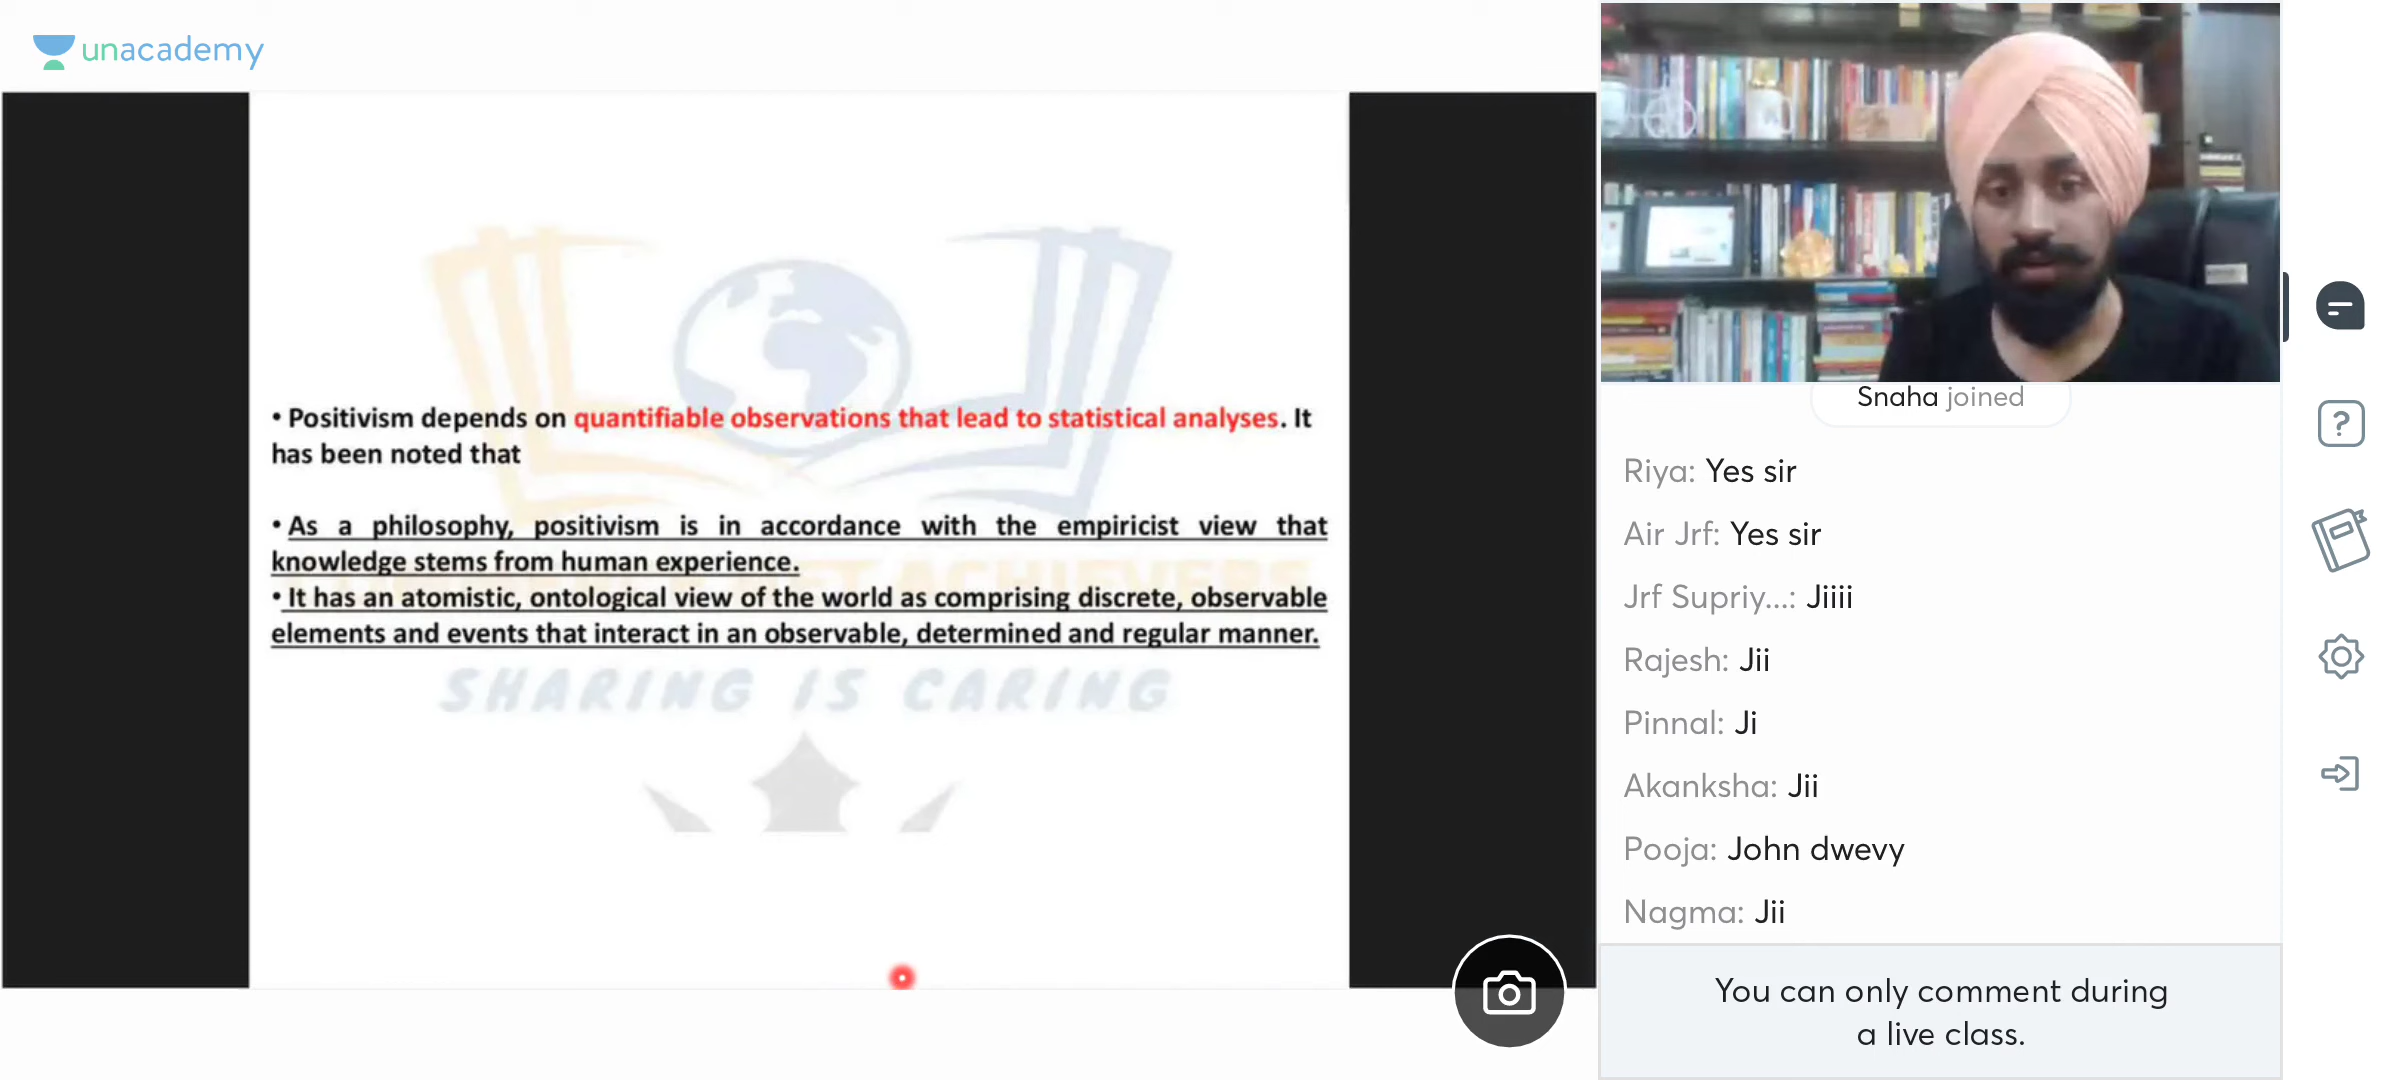 unacademy
• Positivism depends on quantifiable observations that lead to statistical analyses. It
has been noted that
• As a philosophy, positivism is in accordance with the empiricist view that
knowledge stems from human experience.
• It has an atomistic, ontological view of the world as comprising discrete, observable
elements and events that interact in an observable, determined and regular manner.
SHARING IS CARING
Snaha joined
Riya: Yes sir
Air Jrf: Yes sir
Jrf Supriy...: Jiiii
Rajesh: Jii
Pinnal: Ji
Akanksha: Jii
Pooja: John dwevy
Nagma: Jii
You can only comment during
a live class.